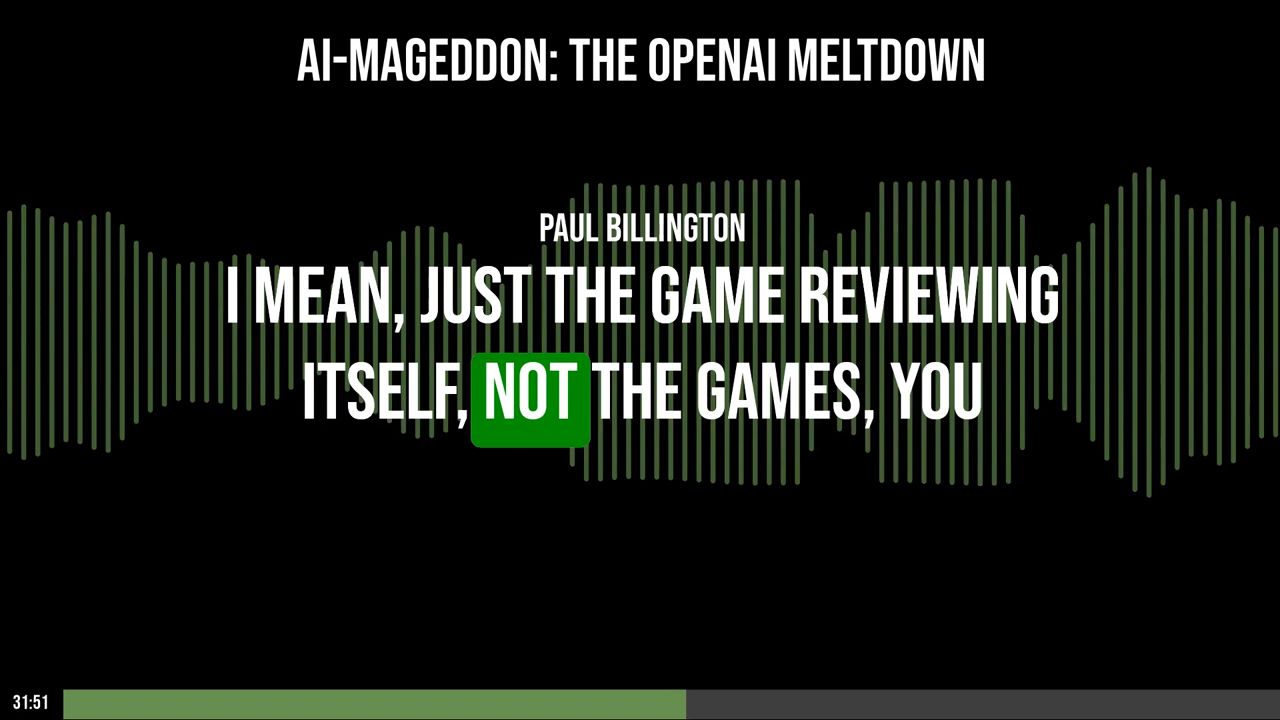 AI-MAGEDDON: THE OPENAI MELTDOWN
PAUL BILLINGTON
I MEAN, JUST THE GAME REVIEWING
ITSELF, NOT THE GAMES, YOU
31:51